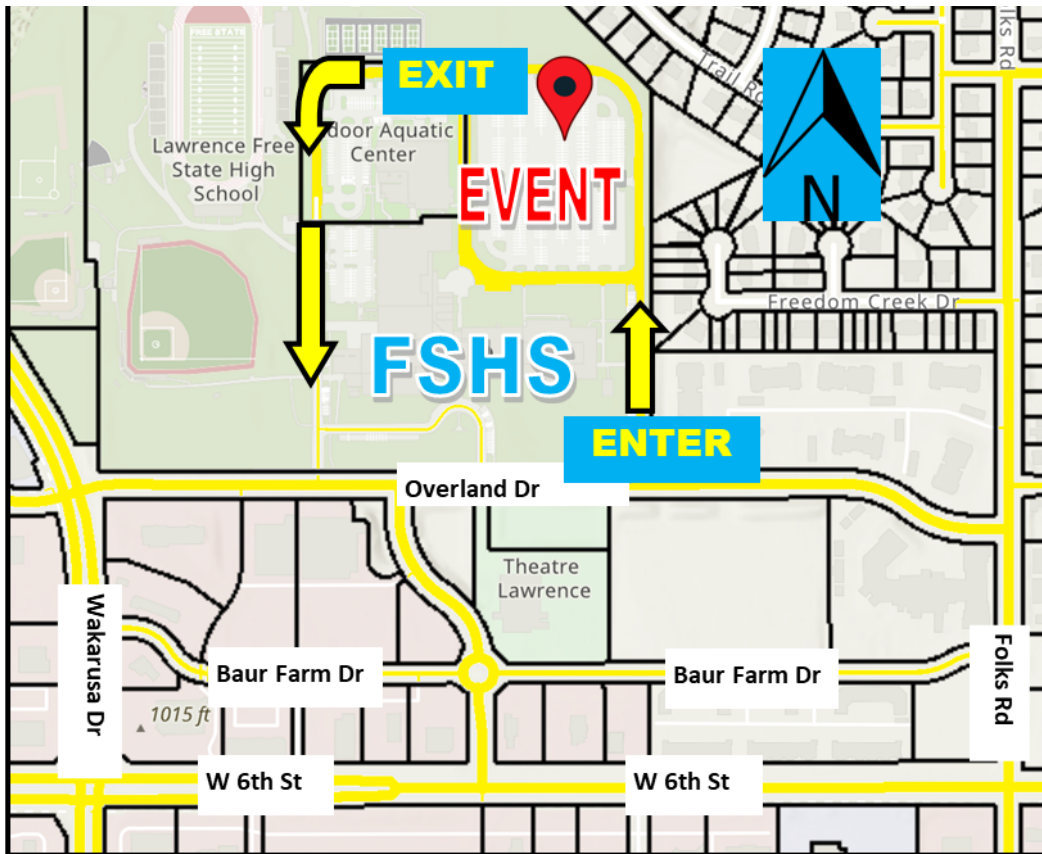 FREE STATE
Folks Rd
EXIT
Trail Ro
Lawrence Free
State High
School
door Aquatic
Center
EVENT
N
Freedom Creek Dr
FSHS
ENTER
Overland Dr
Theatre
Lawrence
Wakarusa Dr
Baur Farm Dr
Baur Farm Dr
Folks Rd
1015 ft
W 6th St
W 6th St